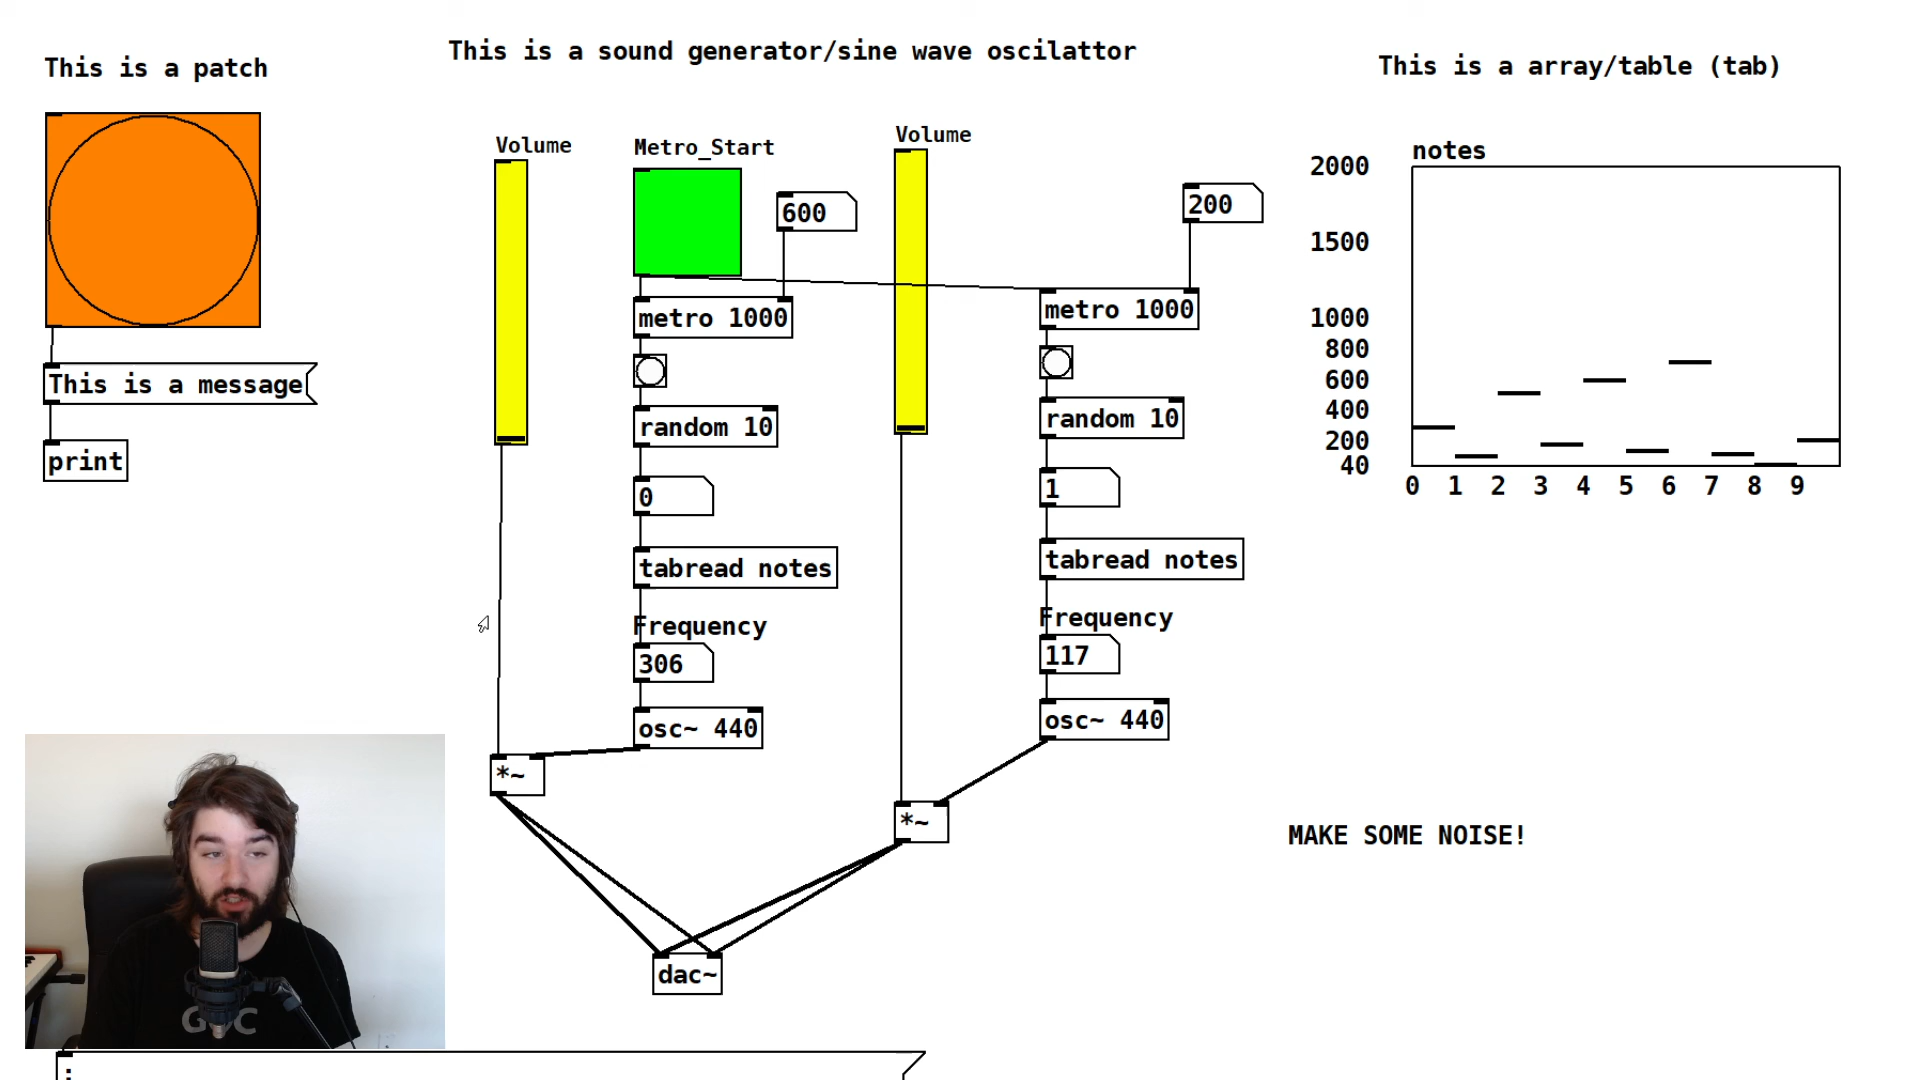 This is a patch
This is a message
print
This is a sound generator/sine wave oscilattor
Volume
Metro_Start
600
metro 1000
random 10
0
tabread notes
Frequency
306
osc~ 440
*~
Volume
200
metro 1000
random 10
1
tabread notes
Frequency
117
osc~ 440
*~
dac~
This is a array/table (tab)
notes
2000
1500
1000
800
600
400
200
40
0 1 2 3 4 5 6 7 8 9
MAKE SOME NOISE!
;